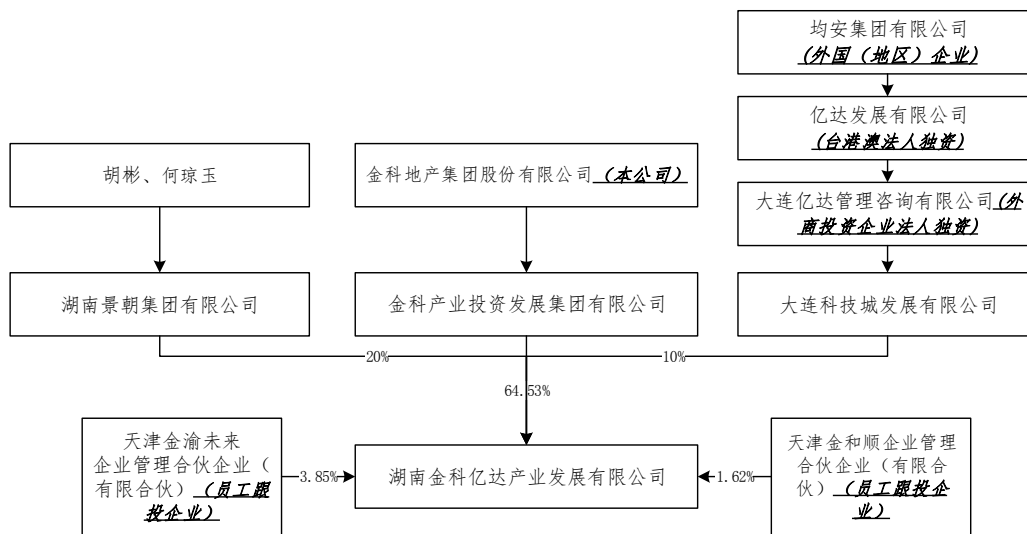 均安集团有限公司
(外国（地区）企业)
亿达发展有限公司
(台港澳法人独资)
胡彬、何琼玉
金科地产集团股份有限公司（本公司）
大连亿达管理咨询有限公司(外
商投资企业法人独资)
湖南景朝集团有限公司
金科产业投资发展集团有限公司
大连科技城发展有限公司
20%
10%
64.53%
天津金渝未来
企业管理合伙企业（
有限合伙）（员工跟
投企业）
3.85%
湖南金科亿达产业发展有限公司
1.62%
天津金和顺企业管理
合伙企业（有限合
伙）（员工跟投企
业）